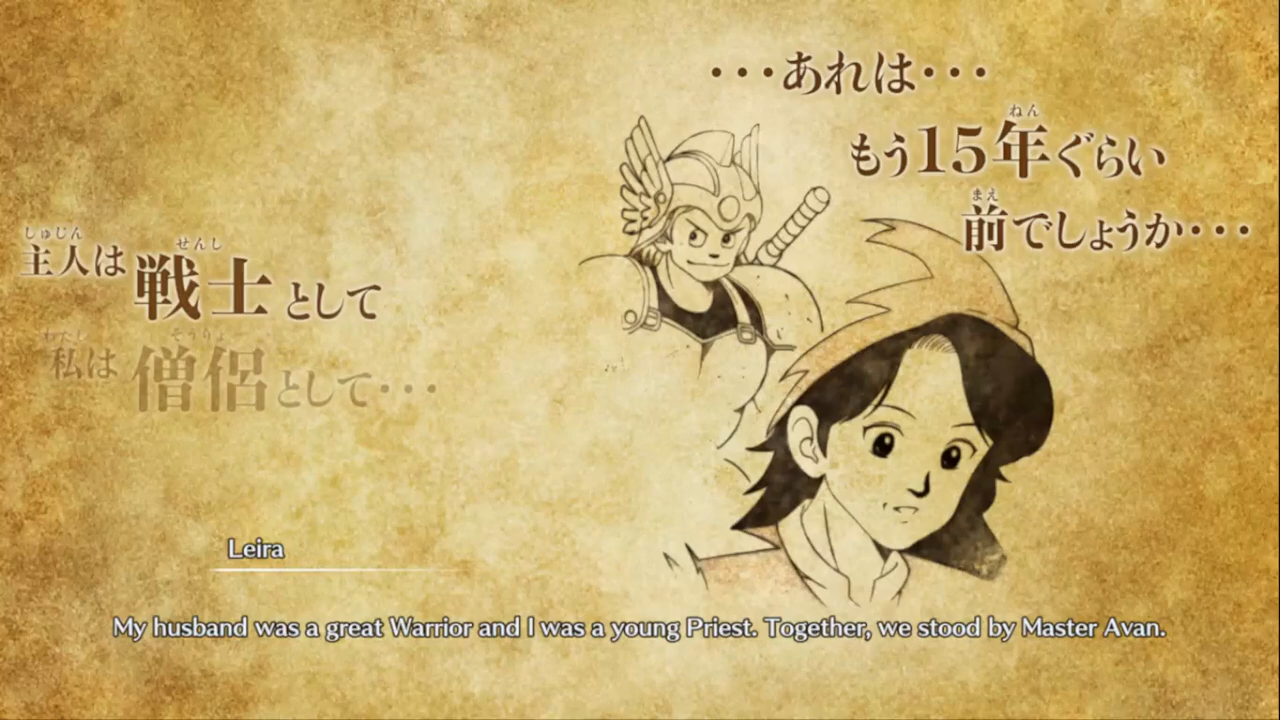 ・・・あれは・・・
もう15年ぐらい
前でしょうか・・・
主人は戦士として
私は僧侶として・・・
Leira
My husband was a great Warrior and I was a young Priest. Together, we stood by Master Avan.